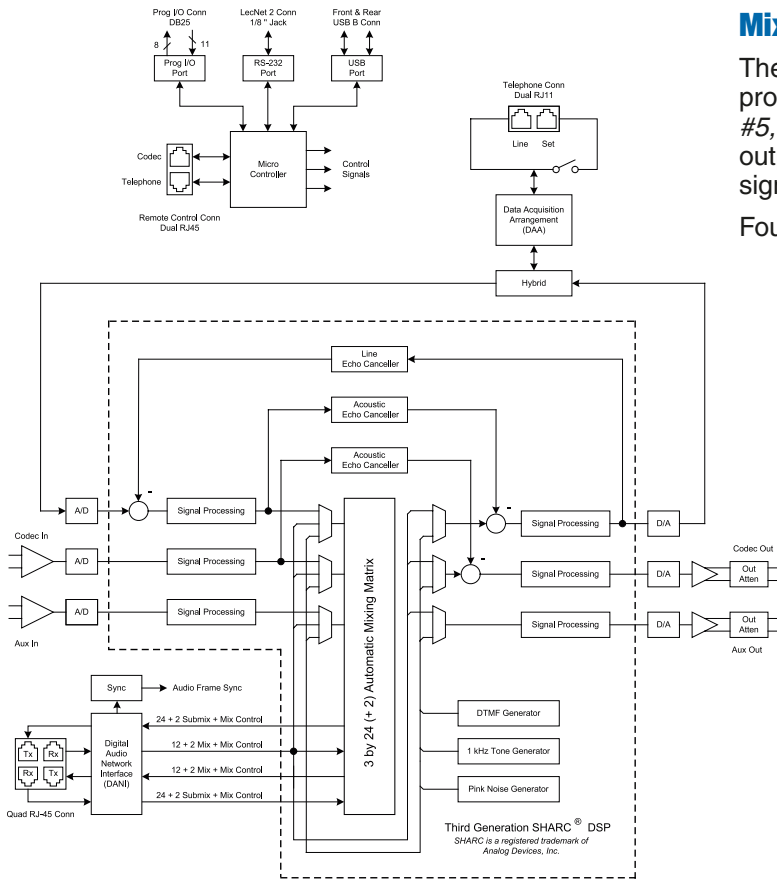 Prog I/O Conn
DB25
LecNet 2 Conn
1/8 " Jack
Front & Rear
USB B Conn
8
11
Prog I/O
Port
RS-232
Port
USB
Port
Codec
Telephone
Remote Control Conn
Dual RJ45
Micro
Controller
Control
Signals
Telephone Conn
Dual RJ11
Line
Set
Data Acquisition
Arrangement
(DAA)
Hybrid
Line
Echo Canceller
Acoustic
Echo Canceller
Acoustic
Echo Canceller
A/D
-
Signal Processing
-
Signal Processing
D/A
Codec In
A/D
Signal Processing
-
Signal Processing
D/A
Codec Out
Out
Atten
Aux In
A/D
Signal Processing
Signal Processing
D/A
Out
Atten
Aux Out
3 by 24 (+ 2) Automatic Mixing Matrix
Sync
Audio Frame Sync
Tx
Rx
Rx
Tx
Quad RJ-45 Conn
Digital
Audio
Network
Interface
(DANI)
24 + 2 Submix + Mix Control
12 + 2 Mix + Mix Control
12 + 2 Mix + Mix Control
24 + 2 Submix + Mix Control
DTMF Generator
1 kHz Tone Generator
Pink Noise Generator
Third Generation SHARC ® DSP
SHARC is a registered trademark of
Analog Devices, Inc.
Mix
The
pro
#5,
out
sign
Fou